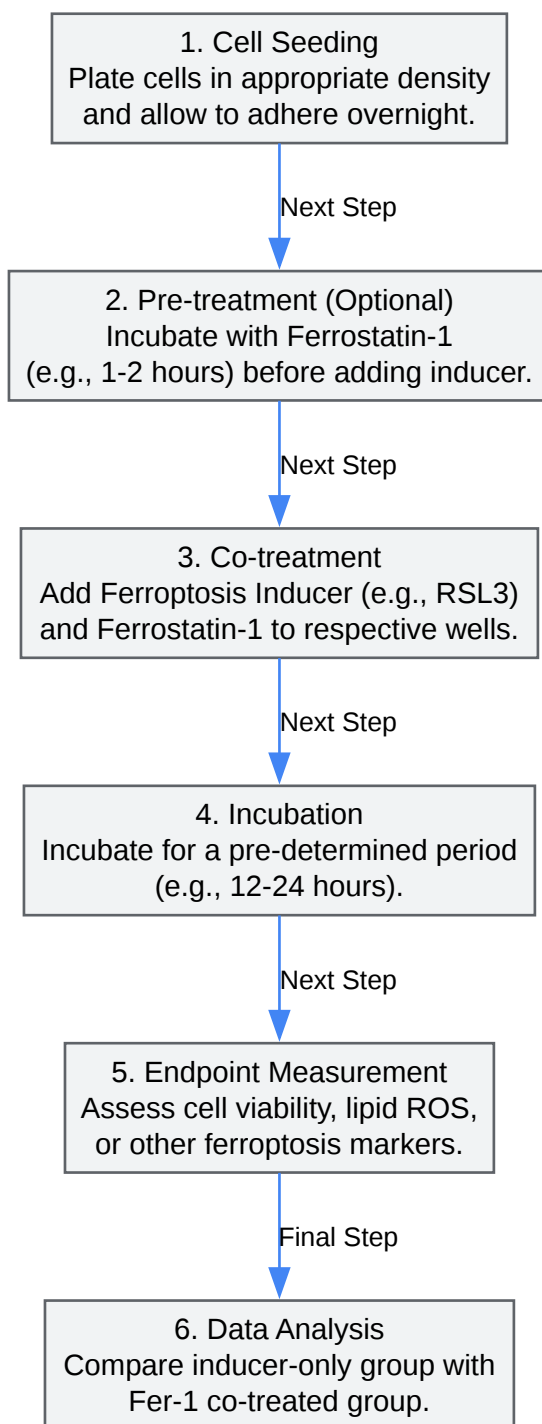 1. Cell Seeding
Plate cells in appropriate density
and allow to adhere overnight.
Next Step
2. Pre-treatment (Optional)
Incubate with Ferrostatin-1
(e.g., 1-2 hours) before adding inducer.
Next Step
3. Co-treatment
Add Ferroptosis Inducer (e.g., RSL3)
and Ferrostatin-1 to respective wells.
Next Step
4. Incubation
Incubate for a pre-determined period
(e.g., 12-24 hours).
Next Step
5. Endpoint Measurement
Assess cell viability, lipid ROS,
or other ferroptosis markers.
Final Step
6. Data Analysis
Compare inducer-only group with
Fer-1 co-treated group.